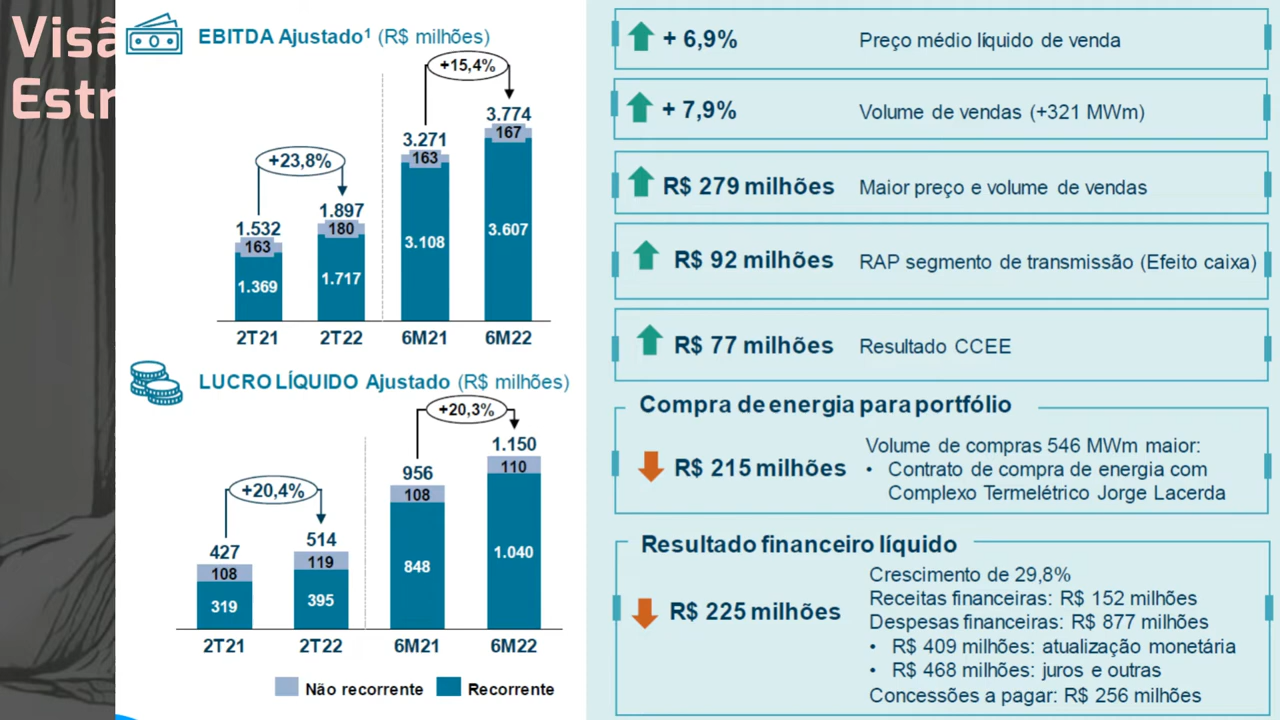 Visã
Estr
EBITDA Ajustado¹ (R$ milhões)
+15,4%
3.774
167
3.271
163
+23,8%
1.897
180
1.532
163
3.607
3.108
1.717
1.369
2T21 2T22 6M21 6M22
LUCRO LÍQUIDO Ajustado (R$ milhões)
+20,3%
1.150
110
956
108
+20,4%
514
119
427
108
1.040
848
395
319
2T21 2T22 6M21 6M22
Não recorrente Recorrente
+ 6,9% Preço médio líquido de venda
+ 7,9% Volume de vendas (+321 MWm)
R$ 279 milhões Maior preço e volume de vendas
R$ 92 milhões RAP segmento de transmissão (Efeito caixa)
R$ 77 milhões Resultado CCEE
Compra de energia para portfólio
R$ 215 milhões
Volume de compras 546 MWm maior:
• Contrato de compra de energia com
Complexo Termelétrico Jorge Lacerda
Resultado financeiro líquido
R$ 225 milhões
Crescimento de 29,8%
Receitas financeiras: R$ 152 milhões
Despesas financeiras: R$ 877 milhões
• R$ 409 milhões: atualização monetária
• R$ 468 milhões: juros e outras
Concessões a pagar: R$ 256 milhões